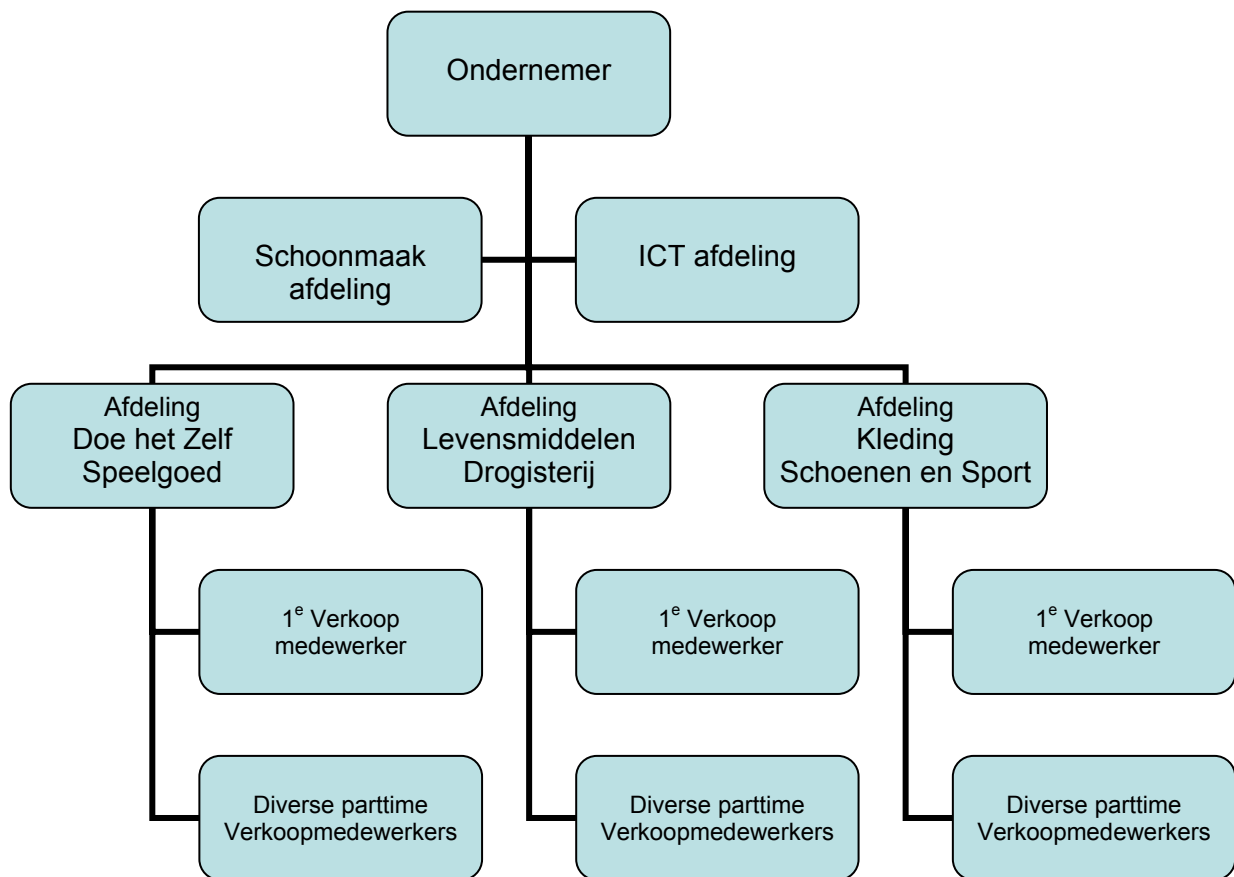 Ondernemer
Schoonmaak
afdeling
ICT afdeling
Afdeling
Doe het Zelf
Speelgoed
Afdeling
Levensmiddelen
Drogisterij
Afdeling
Kleding
Schoenen en Sport
1e Verkoop
medewerker
1e Verkoop
medewerker
1e Verkoop
medewerker
Diverse parttime
Verkoopmedewerkers
Diverse parttime
Verkoopmedewerkers
Diverse parttime
Verkoopmedewerkers